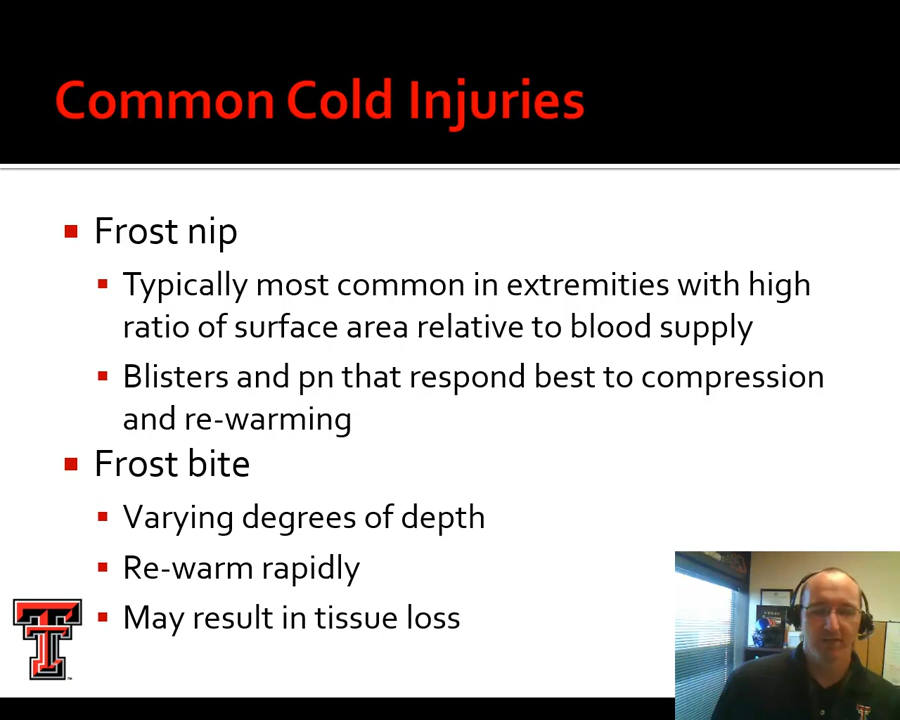 Common Cold Injuries
Frost nip
Typically most common in extremities with high
ratio of surface area relative to blood supply
Blisters and pn that respond best to compression
and re-warming
Frost bite
Varying degrees of depth
Re-warm rapidly
May result in tissue loss